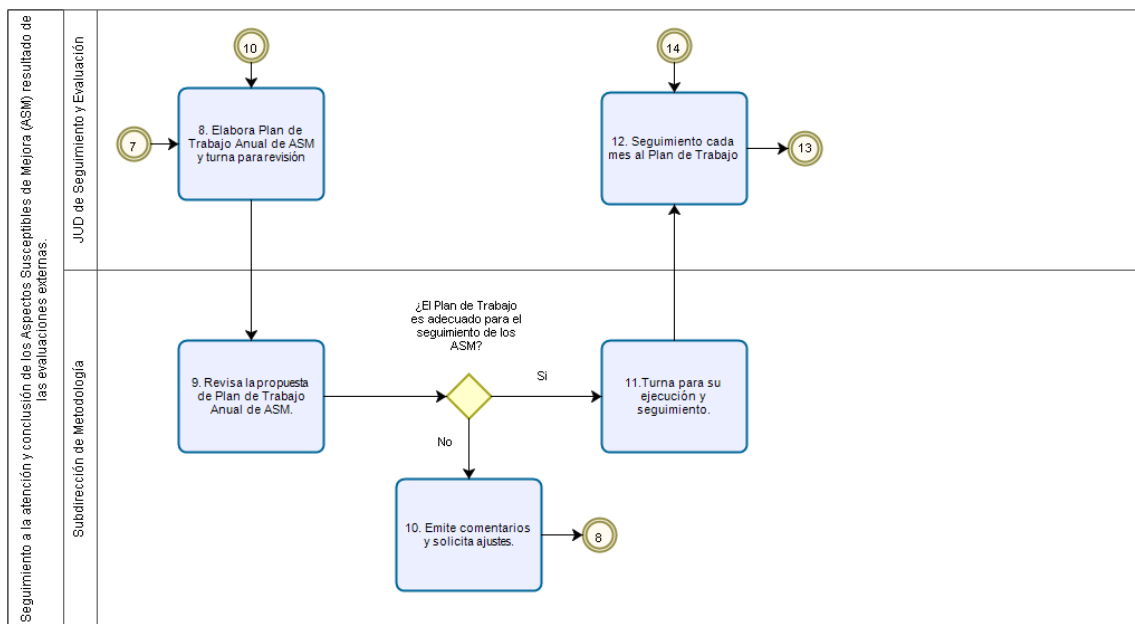 Seguimiento a la atención y conclusión de los Aspectos Susceptibles de Mejora (ASM) resultado de
las evaluaciones externas.
JUD de Seguimiento y Evaluación
10
7
8. Elabora Plan de
Trabajo Anual de ASM
y turna para revisión
14
12. Seguimiento cada
mes al Plan de Trabajo
13
Subdirección de Metodología
9. Revisa la propuesta
de Plan de Trabajo
Anual de ASM.
¿El Plan de Trabajo
es adecuado para el
seguimiento de los
ASM?
Si
No
11.Turna para su
ejecución y
seguimiento.
10. Emite comentarios
y solicita ajustes.
8